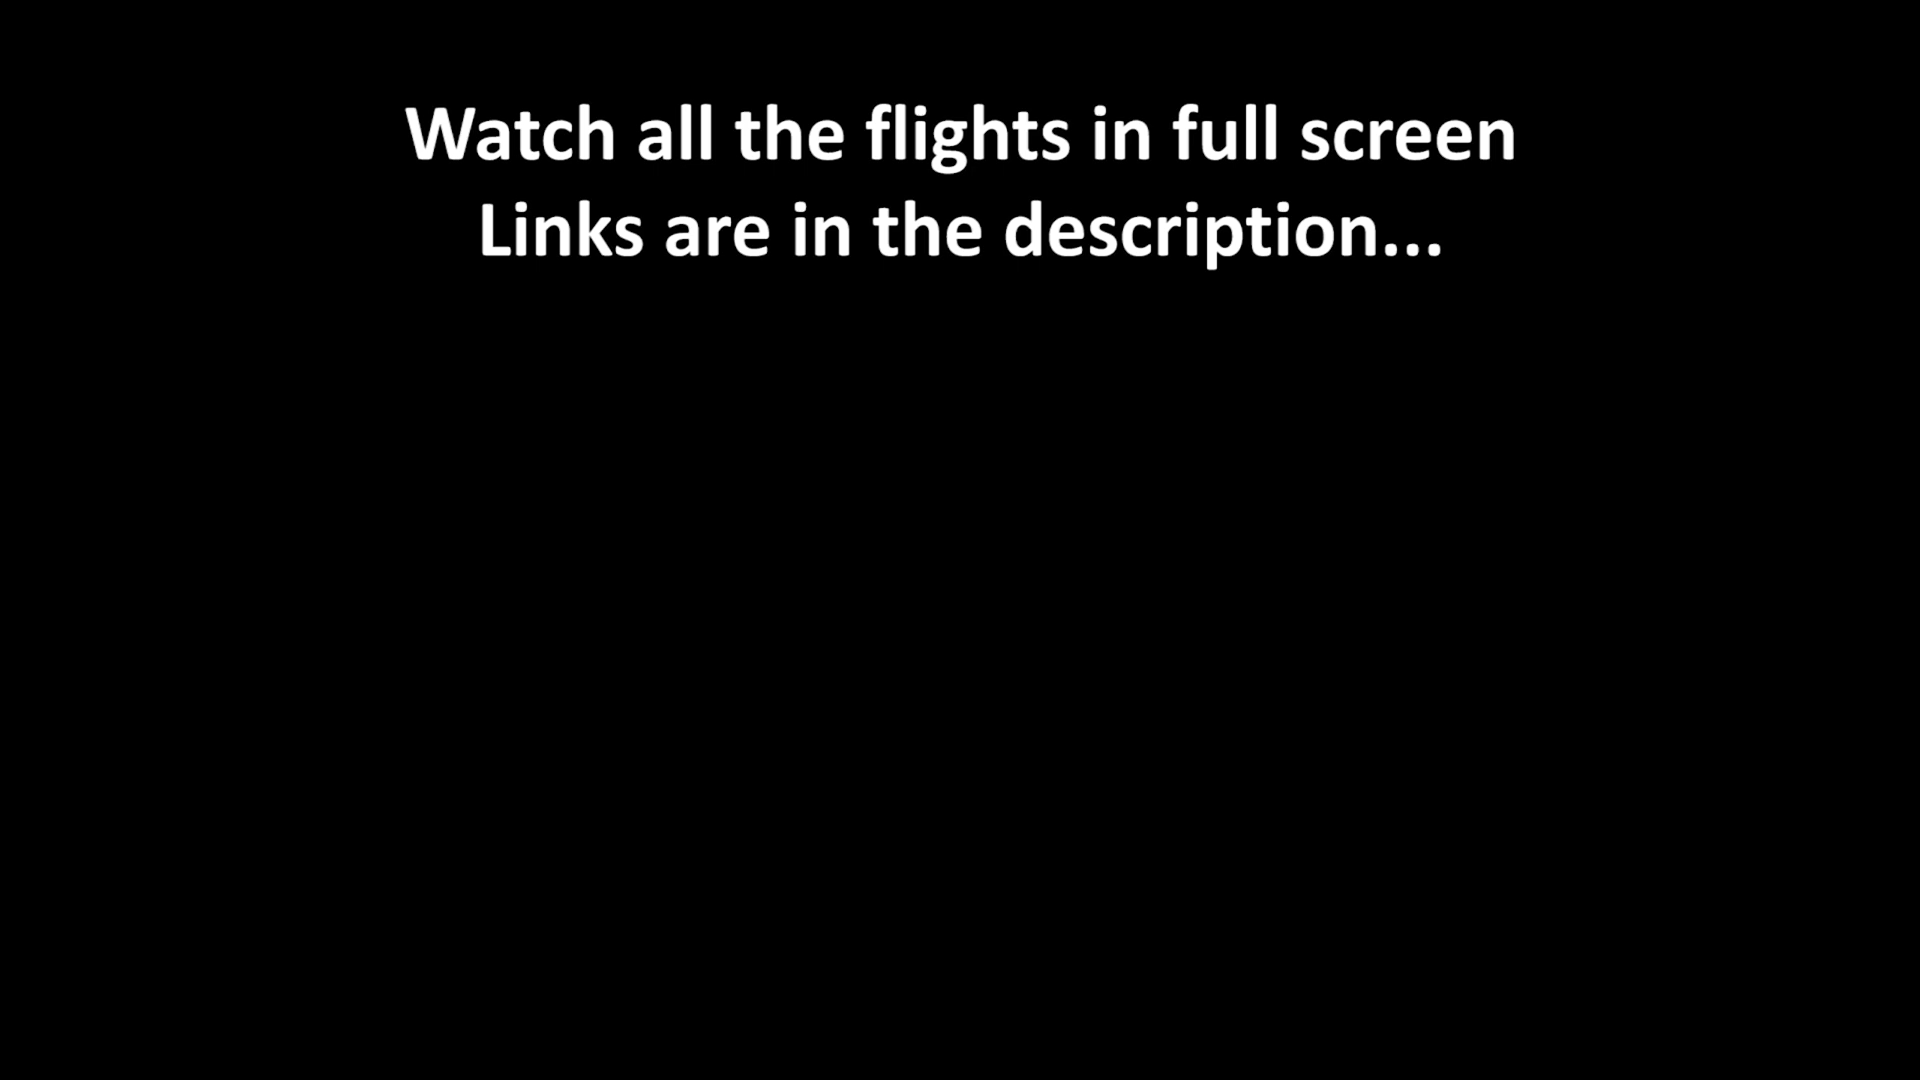 Watch all the flights in full screen
Links are in the description...